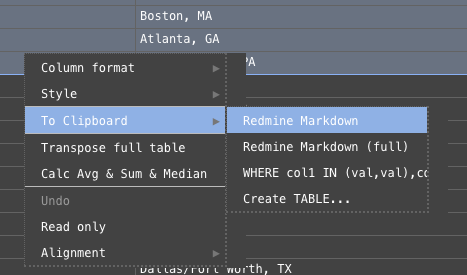 Boston, MA
Atlanta, GA
PA
Column format
Style
To Clipboard
Transpose full table
Calc Avg & Sum & Median
Undo
Read only
Alignment
Redmine Markdown
Redmine Markdown (full)
WHERE col1 IN (val,val),co
Create TABLE...
Dallas/Fort Worth, TX